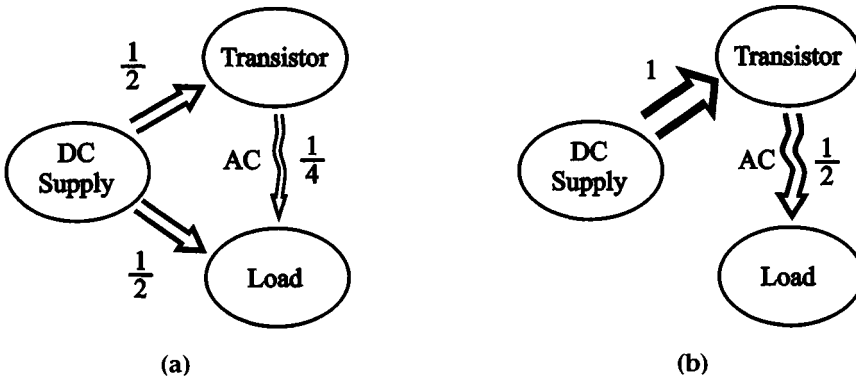 1
2
Transistor
DC
Supply
AC
1
4
1
2
Load
(a)
1
Transistor
DC
Supply
AC
1
2
Load
(b)